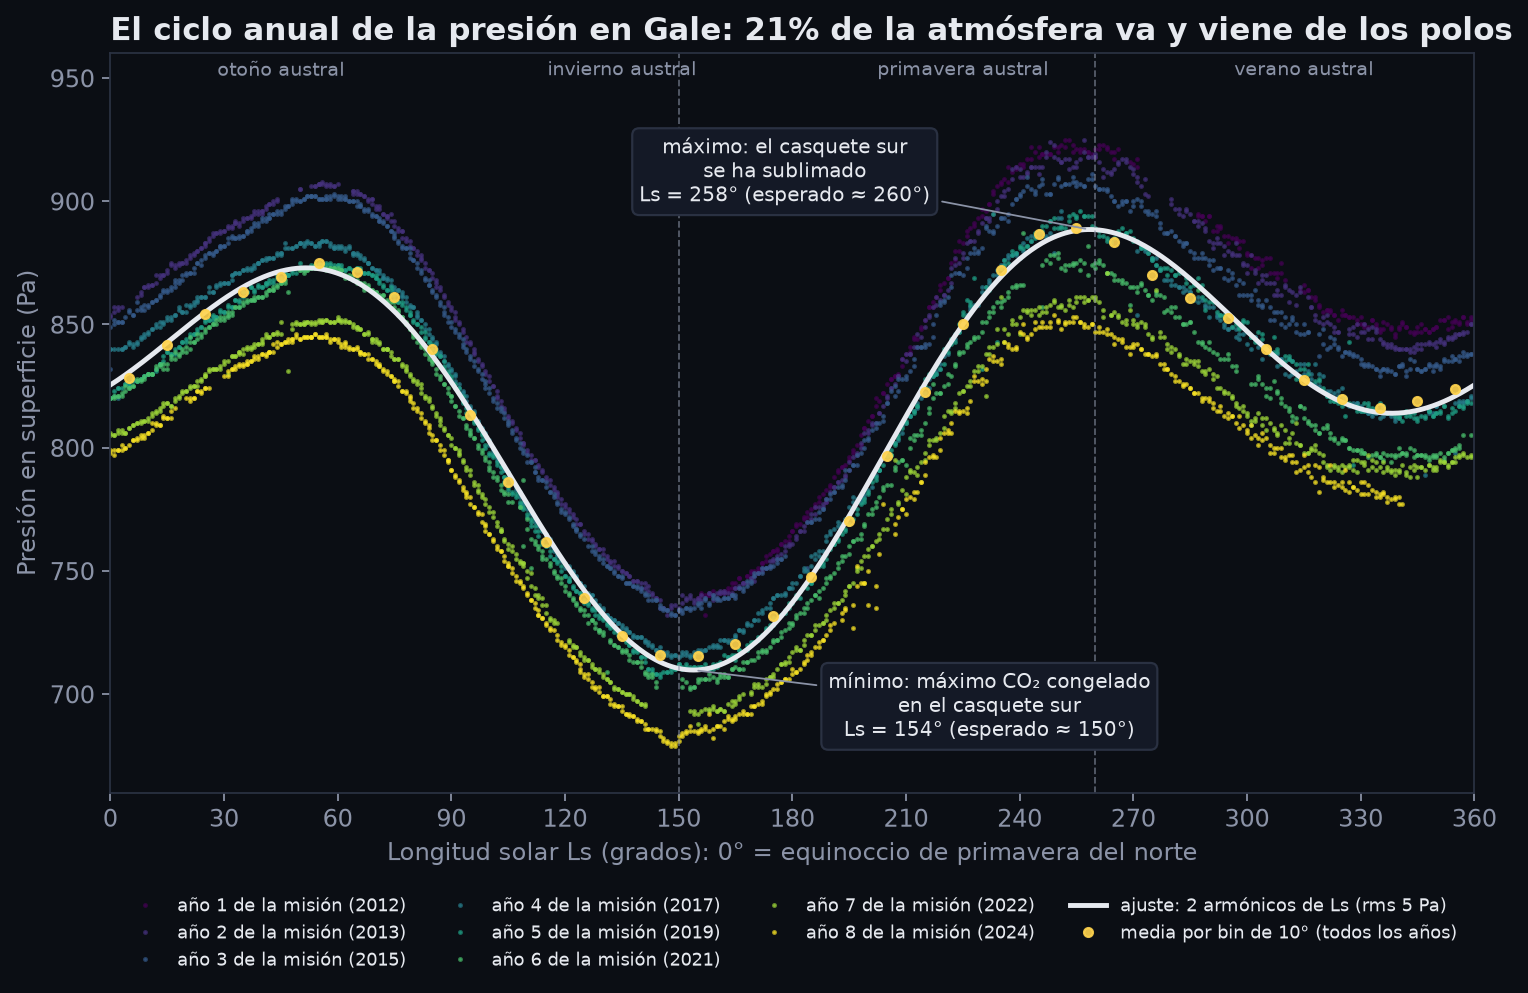 El ciclo anual de la presión en Gale: 21% de la atmósfera va y viene de los polos
otoño austral
invierno austral
primavera austral
verano austral
máximo: el casquete sur
se ha sublimado
Ls = 258° (esperado ≈ 260°)
mínimo: máximo CO₂ congelado
en el casquete sur
Ls = 154° (esperado ≈ 150°)
Presión en superficie (Pa)
950
900
850
800
750
700
0
30
60
90
120
150
180
210
240
270
300
330
360
Longitud solar Ls (grados): 0° = equinoccio de primavera del norte
año 1 de la misión (2012)
año 2 de la misión (2013)
año 3 de la misión (2015)
año 4 de la misión (2017)
año 5 de la misión (2019)
año 6 de la misión (2021)
año 7 de la misión (2022)
año 8 de la misión (2024)
ajuste: 2 armónicos de Ls (rms 5 Pa)
media por bin de 10° (todos los años)